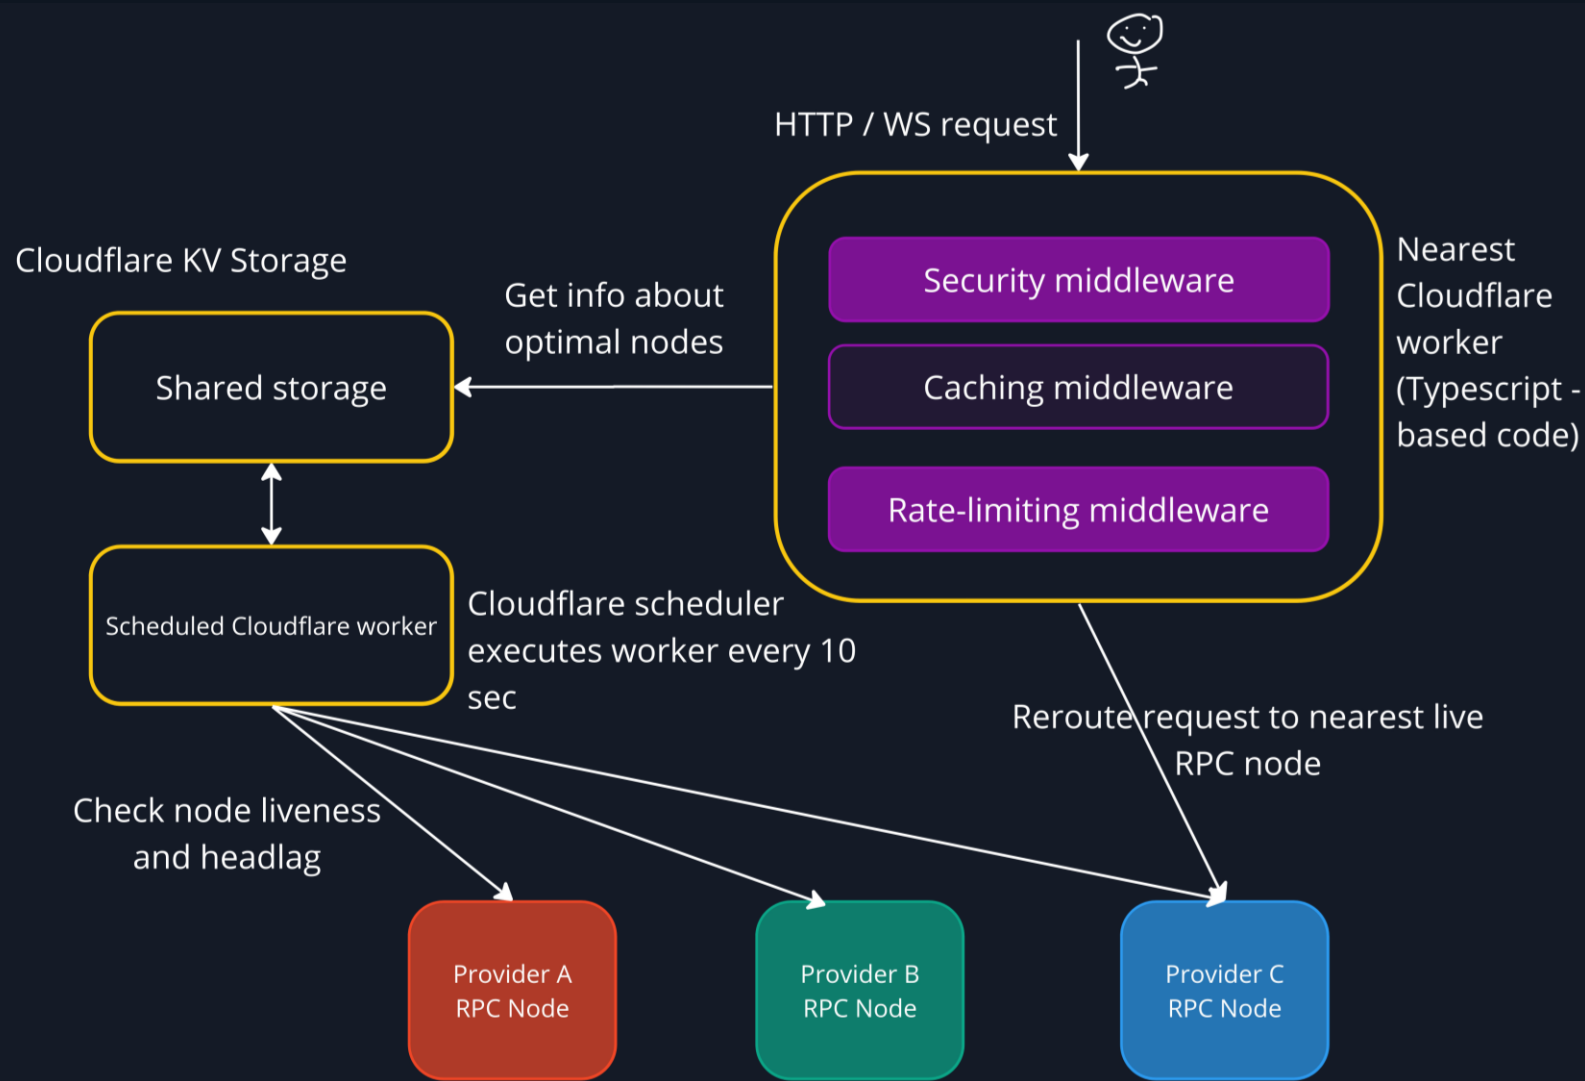 HTTP / WS request
Cloudflare KV Storage
Shared storage
Get info about
optimal nodes
Security middleware
Caching middleware
Rate-limiting middleware
Nearest
Cloudflare
worker
(Typescript -
based code)
Scheduled Cloudflare worker
Cloudflare scheduler
executes worker every 10
sec
Reroute request to nearest live
RPC node
Check node liveness
and headlag
Provider A
RPC Node
Provider B
RPC Node
Provider C
RPC Node